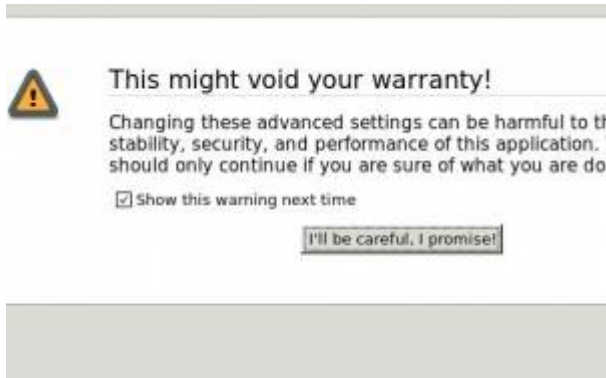 This might void your warranty!
Changing these advanced settings can be harmful to th
stability, security, and performance of this application.
should only continue if you are sure of what you are do
Show this warning next time
I'll be careful, I promise!